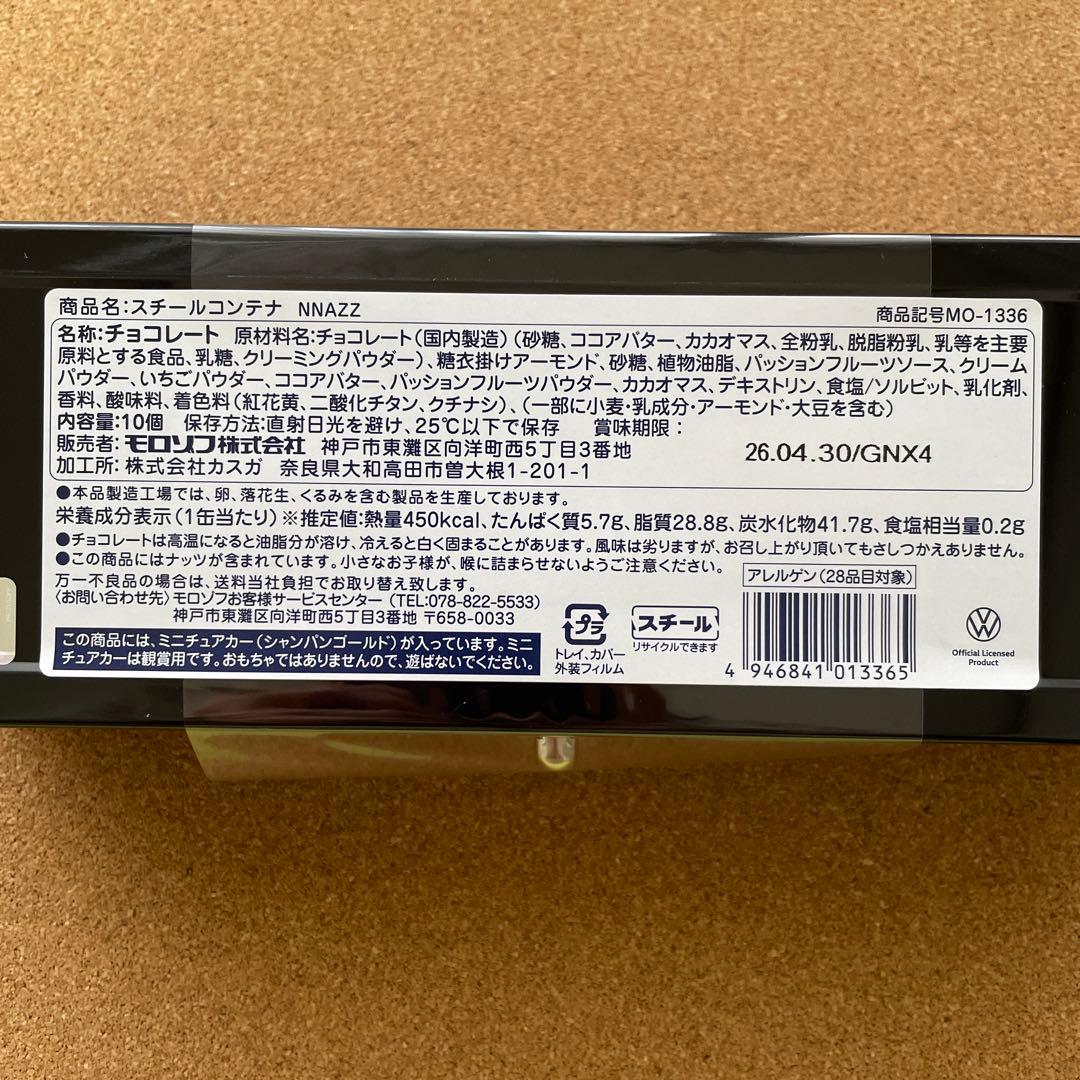 商品名:スチールコンテナ NNAZZ 商品記号MO-1336
名称:チョコレート 原材料名:チョコレート(国内製造)(砂糖、ココアバター、カカオマス、全粉乳、脱脂粉乳、乳等を主要
原料とする食品、乳糖、クリーミングパウダー)、糖衣掛けアーモンド、砂糖、植物油脂、パッションフルーツソース、クリーム
パウダー、いちごパウダー、ココアバター、パッションフルーツパウダー、カカオマス、デキストリン、食塩/ソルビット、乳化剤、
香料、酸味料、着色料(紅花黄、二酸化チタン、クチナシ)、(一部に小麦・乳成分・アーモンド・大豆を含む)
内容量:10個 保存方法:直射日光を避け、25℃以下で保存 賞味期限:
販売者:モロゾフ株式会社 神戸市東灘区向洋町西5丁目3番地 26.04.30/GNX4
加工所:株式会社カスガ 奈良県大和高田市曽大根1-201-1
●本品製造工場では、卵、落花生、くるみを含む製品を生産しております。
栄養成分表示(1缶当たり)※推定値:熱量450kcal、たんぱく質5.7g、脂質28.8g、炭水化物41.7g、食塩相当量0.2g
●チョコレートは高温になると油脂分が溶け、冷えると白く固まることがあります。風味は劣りますが、お召し上がり頂いてもさしつかえありません。
●この商品にはナッツが含まれています。小さなお子様が、喉に詰まらせないようご注意ください。
万一不良品の場合は、送料当社負担でお取り替え致します。
〈お問い合わせ先〉モロゾフお客様サービスセンター(TEL:078-822-5533)
神戸市東灘区向洋町西5丁目3番地 〒658-0033
この商品には、ミニチュアカー(シャンパンゴールド)が入っています。ミニ
チュアカーは観賞用です。おもちゃではありませんので、遊ばないでください。
プラ
トレイ、カバー
外装フィルム
スチール
リサイクルできます
アレルゲン(28品目対象)
4 946841 013365
Official Licensed
Product